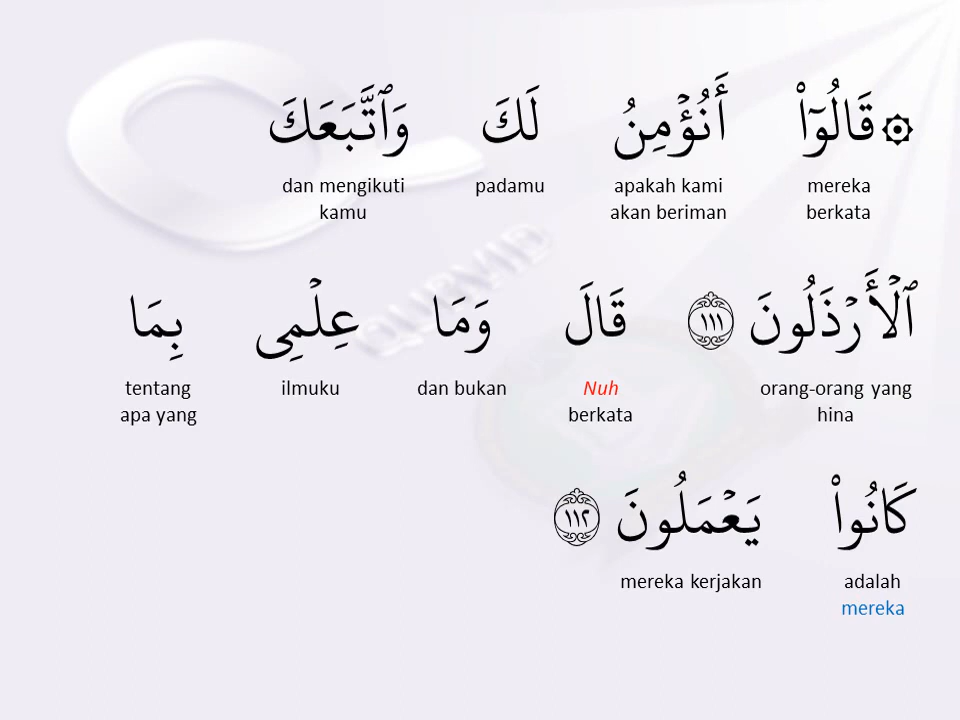 ۞ قَالُوٓا۟ أَنُؤْمِنُ لَكَ وَٱتَّبَعَكَ
mereka berkata
apakah kami akan beriman
padamu
dan mengikuti kamu
ٱلْأَرْذَلُونَ ١١١ قَالَ وَمَا عِلْمِى بِمَا
orang-orang yang hina
Nuh berkata
dan bukan
ilmuku
tentang apa yang
كَانُوا۟ يَعْمَلُونَ ١١٢
adalah mereka
mereka kerjakan